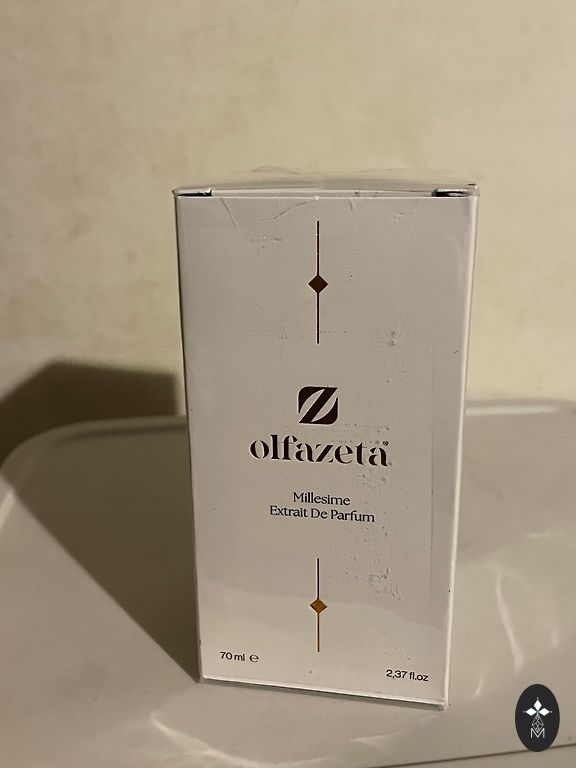 olfazeta®
Millesime
Extrait De Parfum
70 ml ℮
2,37 fl.oz